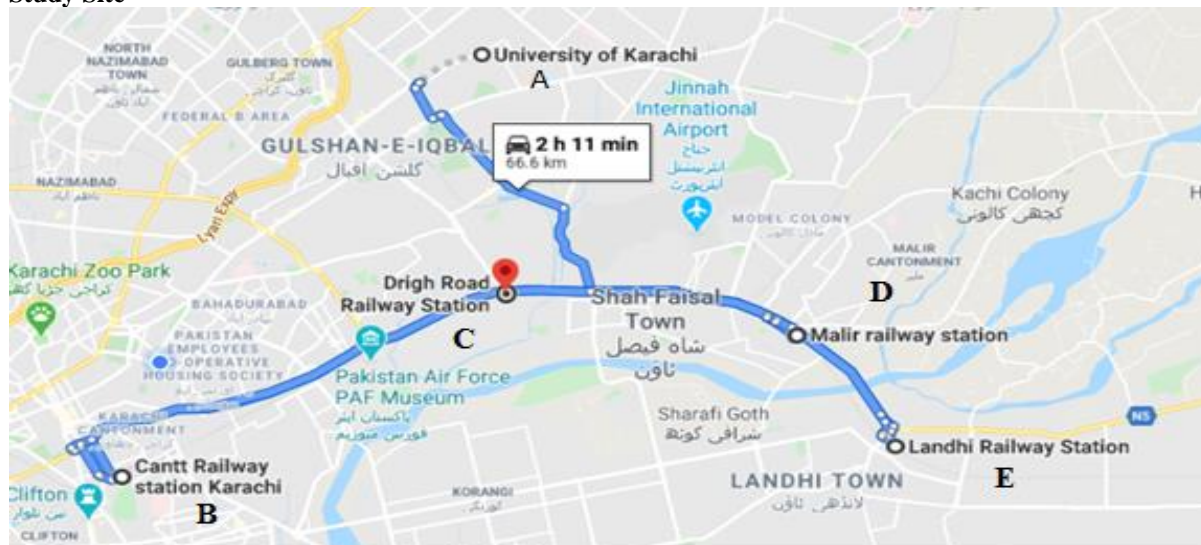 Study Site
NORTH
NAZIMABAD
TOWN
GULBERG TOWN
University of Karachi
A
Jinnah
International
Airport
جناح
FEDERAL B AREA
GULSHAN-E-IQBAL
گلشن اقبال
2 h 11 min
66.6 km
NAZIMABAD
Lyari Expy
Kachi Colony
کچھی کالونی
MODEL COLONY
MALIR
CANTONMENT
Karachi Zoo Park
Drigh Road
Railway Station
C
BAHADURABAD
Shah Faisal
Town
شاہ فیصل
ٹاؤن
D
Malir railway station
PAKISTAN
EMPLOYEES
CO-OPERATIVE
HOUSING SOCIETY
Pakistan Air Force
PAF Museum
KARACHI
CANTONMENT
Sharafi Goth
شرافی گوٹھ
N5
Landhi Railway Station
E
Cantt Railway
station Karachi
B
LANDHI TOWN
لانڈھی ٹاؤن
Clifton
KORANGI
CLIFTON